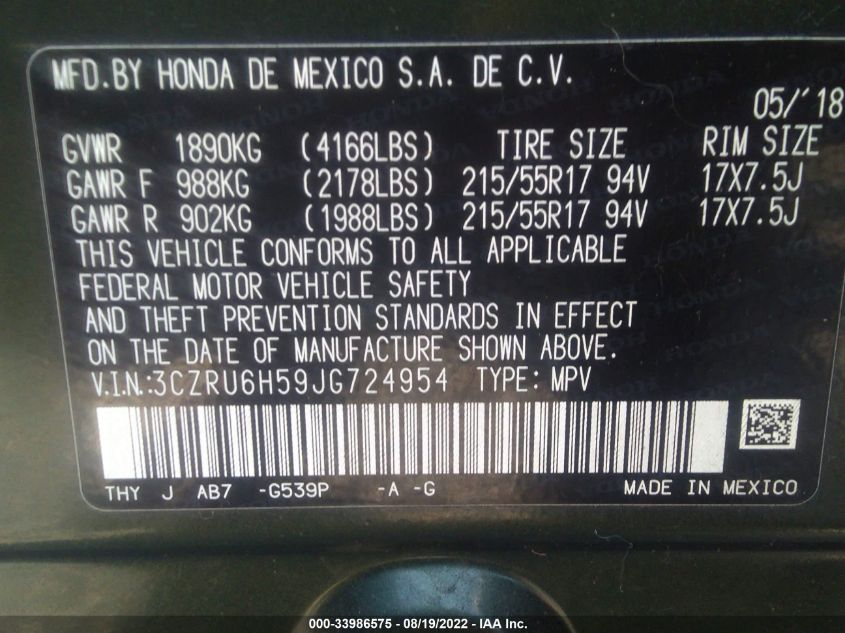 MFD.BY HONDA DE MEXICO S.A. DE C.V.
05/'18
GVWR 1890KG (4166LBS) TIRE SIZE RIM SIZE
GAWR F 988KG (2178LBS) 215/55R17 94V 17X7.5J
GAWR R 902KG (1988LBS) 215/55R17 94V 17X7.5J
THIS VEHICLE CONFORMS TO ALL APPLICABLE
FEDERAL MOTOR VEHICLE SAFETY
AND THEFT PREVENTION STANDARDS IN EFFECT
ON THE DATE OF MANUFACTURE SHOWN ABOVE.
V.I.N.:3CZRU6H59JG724954 TYPE: MPV
THY J AB7 -G539P -A -G MADE IN MEXICO
000-33986575 - 08/19/2022 - IAA Inc.